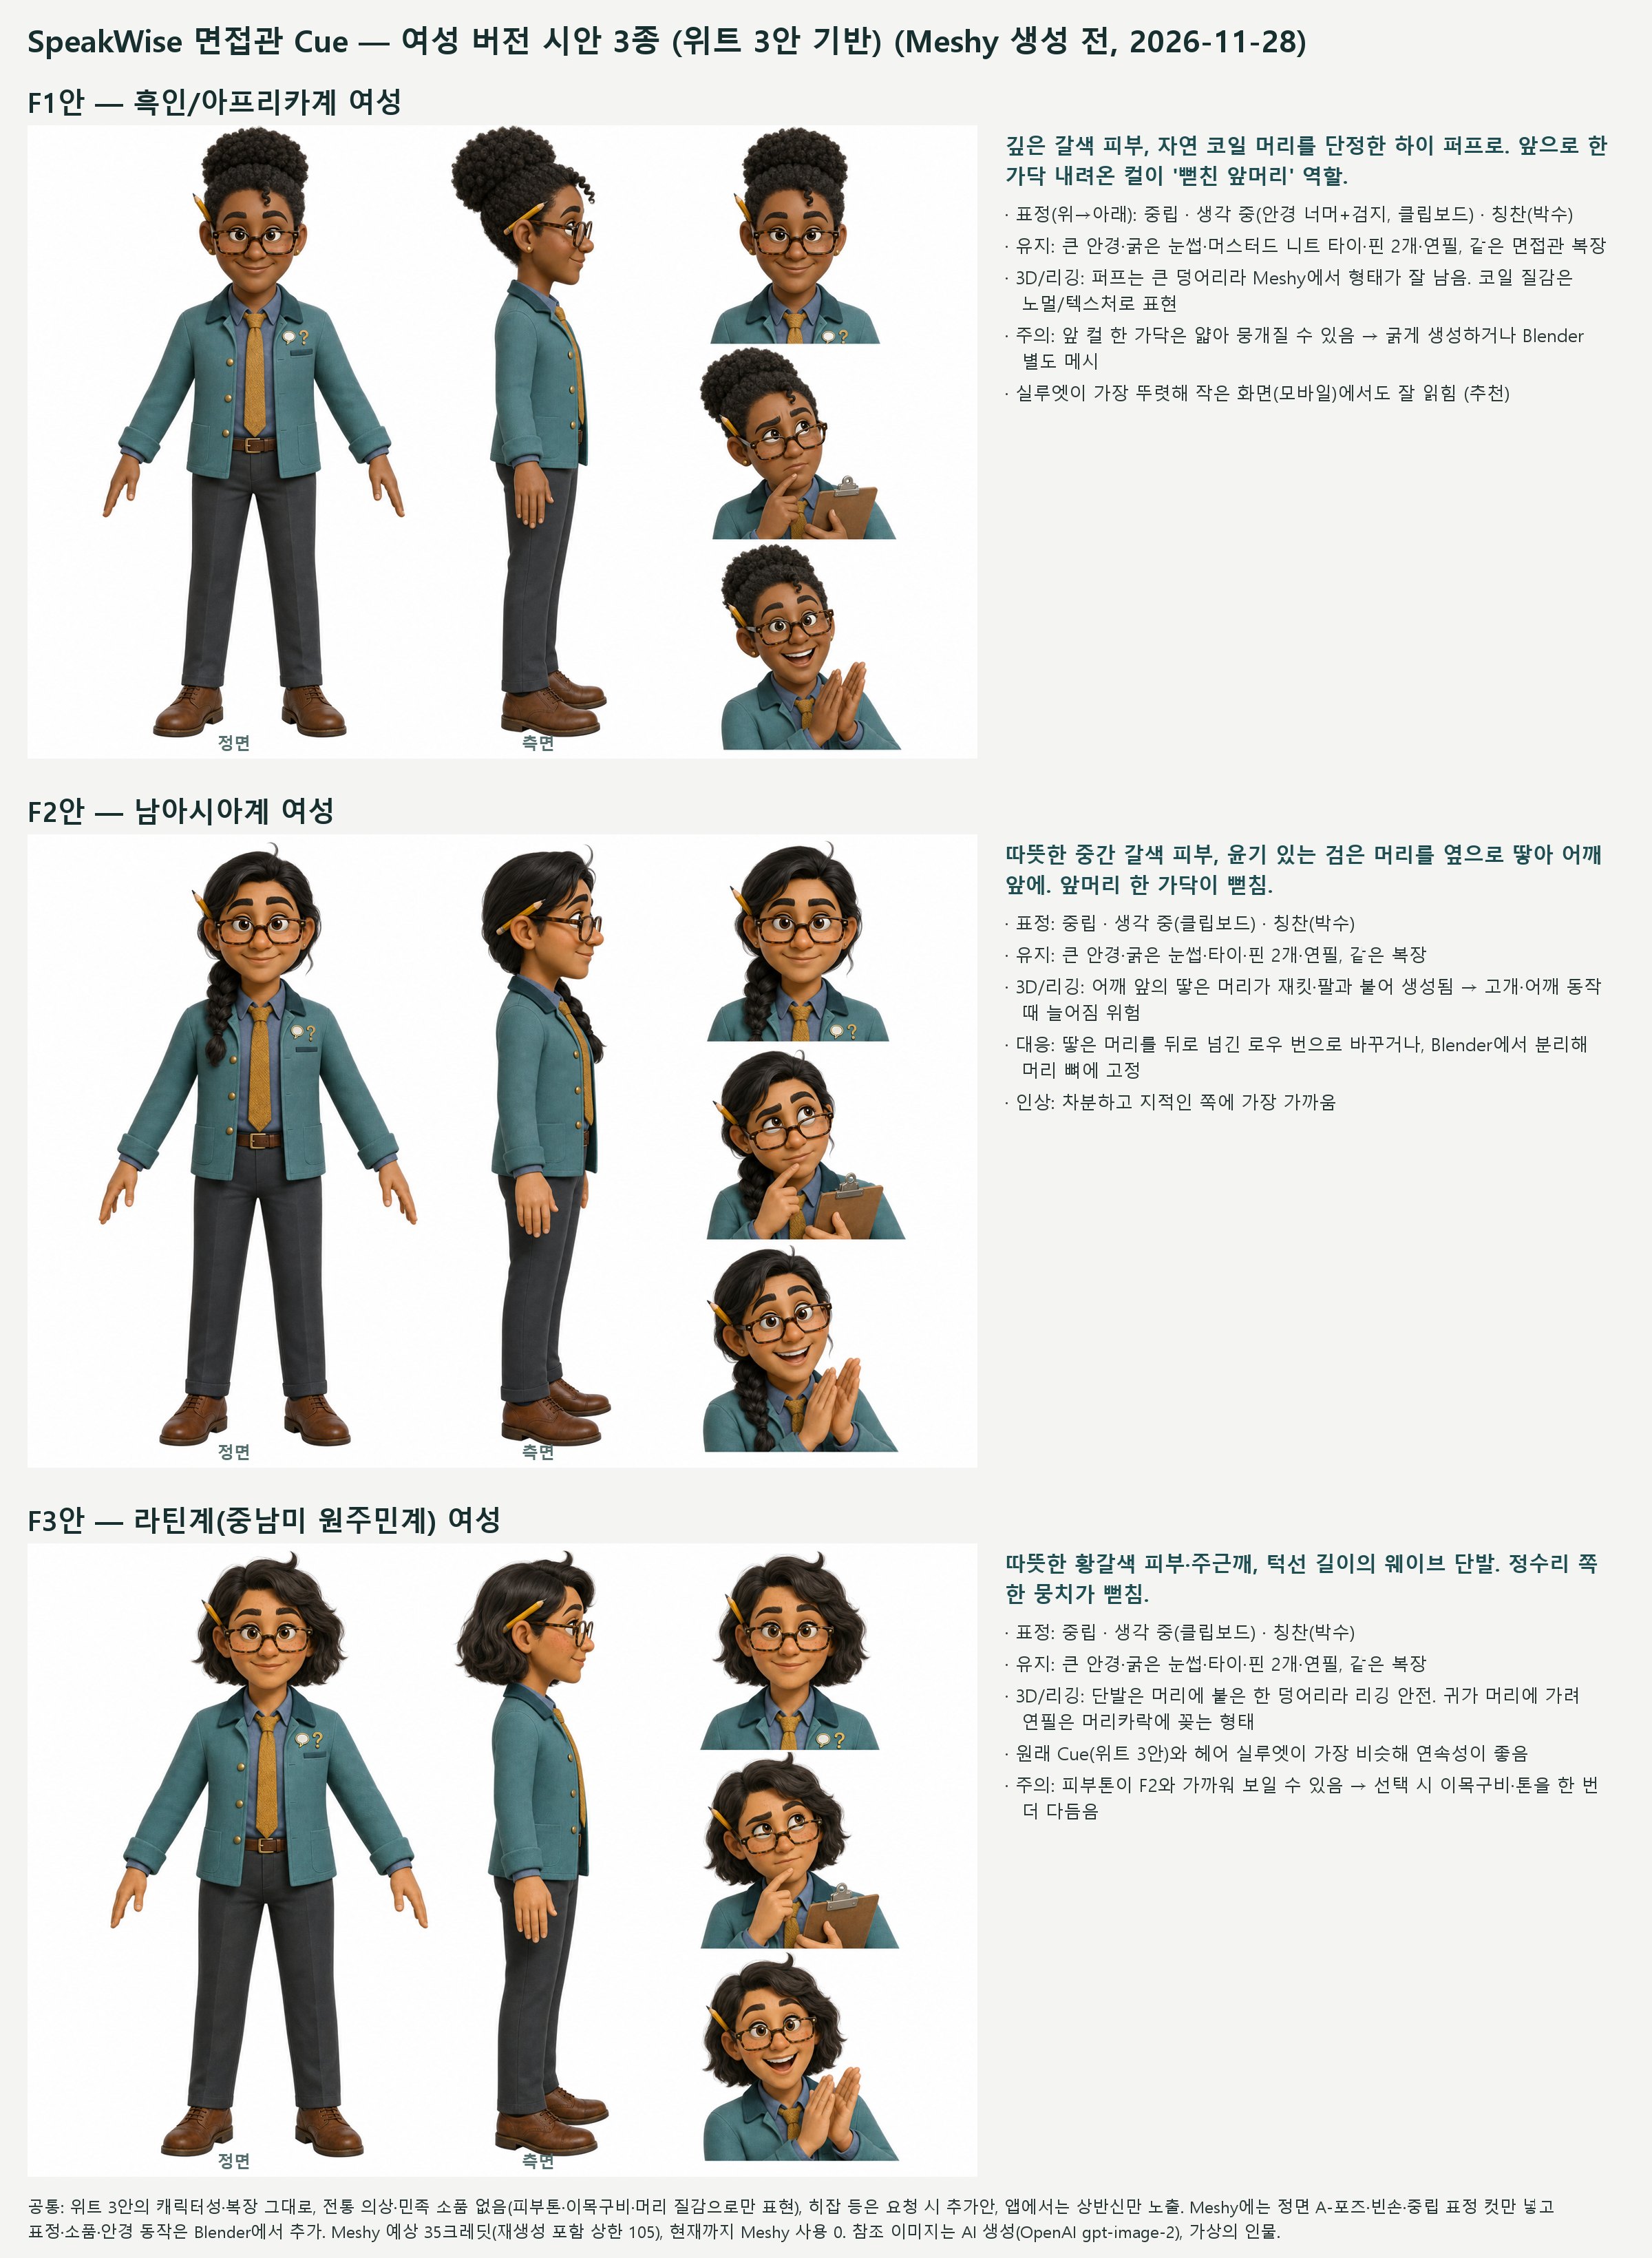 SpeakWise 면접관 Cue — 여성 버전 시안 3종 (위트 3안 기반) (Meshy 생성 전, 2026-11-28)
F1안 — 흑인/아프리카계 여성
깊은 갈색 피부, 자연 코일 머리를 단정한 하이 퍼프로. 앞으로 한
가닥 내려온 컬이 '뻗친 앞머리' 역할.
· 표정(위→아래): 중립 · 생각 중(안경 너머+검지, 클립보드) · 칭찬(박수)
· 유지: 큰 안경·굵은 눈썹·머스터드 니트 타이·핀 2개·연필, 같은 면접관 복장
· 3D/리깅: 퍼프는 큰 덩어리라 Meshy에서 형태가 잘 남음. 코일 질감은
노멀/텍스처로 표현
· 주의: 앞 컬 한 가닥은 얇아 뭉개질 수 있음 → 굵게 생성하거나 Blender
별도 메시
· 실루엣이 가장 뚜렷해 작은 화면(모바일)에서도 잘 읽힘 (추천)
?
?
정면
측면
F2안 — 남아시아계 여성
따뜻한 중간 갈색 피부, 윤기 있는 검은 머리를 옆으로 땋아 어깨
앞에. 앞머리 한 가닥이 뻗침.
· 표정: 중립 · 생각 중(클립보드) · 칭찬(박수)
· 유지: 큰 안경·굵은 눈썹·타이·핀 2개·연필, 같은 복장
· 3D/리깅: 어깨 앞의 땋은 머리가 재킷·팔과 붙어 생성됨 → 고개·어깨 동작
때 늘어짐 위험
· 대응: 땋은 머리를 뒤로 넘긴 로우 번으로 바꾸거나, Blender에서 분리해
머리 뼈에 고정
· 인상: 차분하고 지적인 쪽에 가장 가까움
?
?
정면
측면
F3안 — 라틴계(중남미 원주민계) 여성
따뜻한 황갈색 피부·주근깨, 턱선 길이의 웨이브 단발. 정수리 쪽
한 뭉치가 뻗침.
· 표정: 중립 · 생각 중(클립보드) · 칭찬(박수)
· 유지: 큰 안경·굵은 눈썹·타이·핀 2개·연필, 같은 복장
· 3D/리깅: 단발은 머리에 붙은 한 덩어리라 리깅 안전. 귀가 머리에 가려
연필은 머리카락에 꽂는 형태
· 원래 Cue(위트 3안)와 헤어 실루엣이 가장 비슷해 연속성이 좋음
· 주의: 피부톤이 F2와 가까워 보일 수 있음 → 선택 시 이목구비·톤을 한 번
더 다듬음
?
?
정면
측면
공통: 위트 3안의 캐릭터성·복장 그대로, 전통 의상·민족 소품 없음(피부톤·이목구비·머리 질감으로만 표현), 히잡 등은 요청 시 추가안, 앱에서는 상반신만 노출. Meshy에는 정면 A-포즈·빈손·중립 표정 컷만 넣고
표정·소품·안경 동작은 Blender에서 추가. Meshy 예상 35크레딧(재생성 포함 상한 105), 현재까지 Meshy 사용 0. 참조 이미지는 AI 생성(OpenAI gpt-image-2), 가상의 인물.